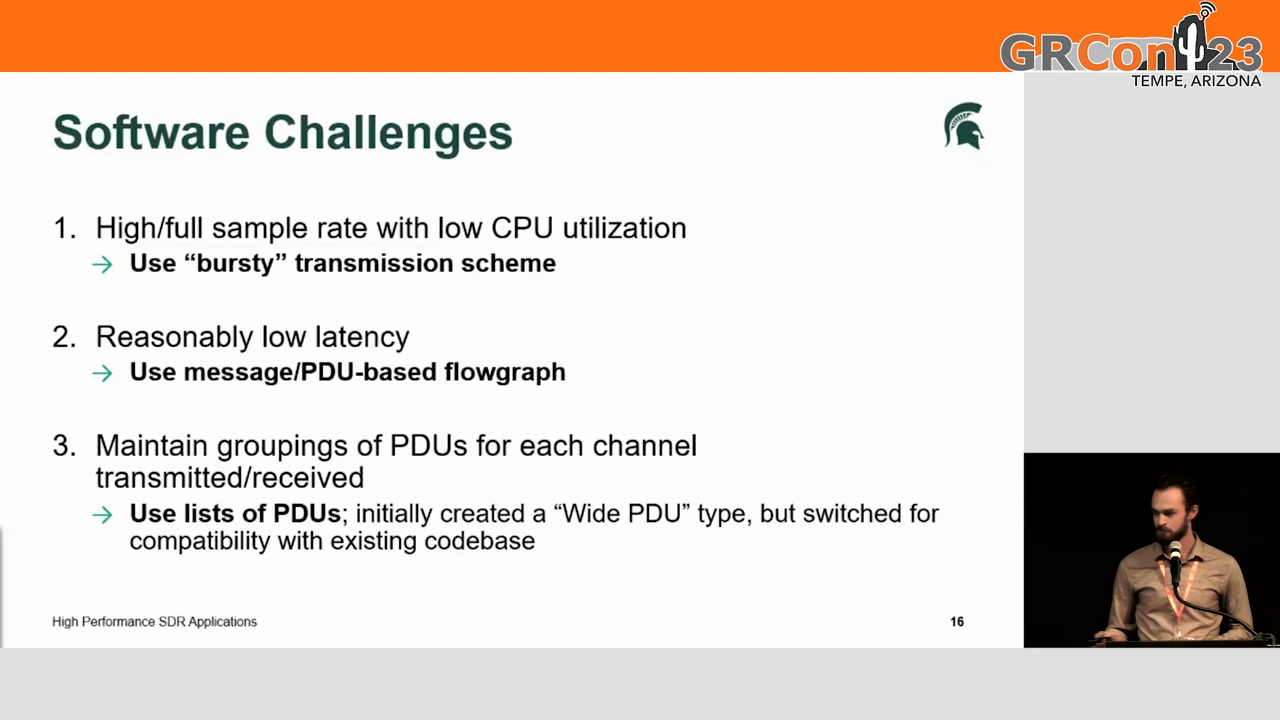 GRCon 23
TEMPE, ARIZONA
Software Challenges
1. High/full sample rate with low CPU utilization
→ Use “bursty” transmission scheme
2. Reasonably low latency
→ Use message/PDU-based flowgraph
3. Maintain groupings of PDUs for each channel
transmitted/received
→ Use lists of PDUs; initially created a “Wide PDU” type, but switched for
compatibility with existing codebase
High Performance SDR Applications
16